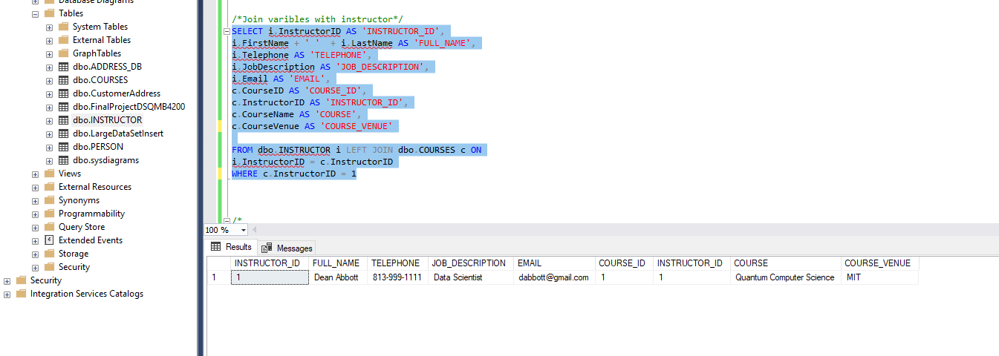 Database Diagrams
Tables
System Tables
External Tables
GraphTables
dbo.ADDRESS_DB
dbo.COURSES
dbo.CustomerAddress
dbo.FinalProjectDSQMB4200
dbo.INSTRUCTOR
dbo.LargeDataSetInsert
dbo.PERSON
dbo.sysdiagrams
Views
External Resources
Synonyms
Programmability
Query Store
Extended Events
Storage
Security
Security
Integration Services Catalogs
/*Join varibles with instructor*/
SELECT i.InstructorID AS 'INSTRUCTOR_ID',
i.FirstName + ' ' + i.LastName AS 'FULL_NAME',
i.Telephone AS 'TELEPHONE',
i.JobDescription AS 'JOB_DESCRIPTION',
i.Email AS 'EMAIL',
c.CourseID AS 'COURSE_ID',
c.InstructorID AS 'INSTRUCTOR_ID',
c.CourseName AS 'COURSE',
c.CourseVenue AS 'COURSE_VENUE'
FROM dbo.INSTRUCTOR i LEFT JOIN dbo.COURSES c ON
i.InstructorID = c.InstructorID
WHERE c.InstructorID = 1
/*
100 %
Results Messages
INSTRUCTOR_ID FULL_NAME TELEPHONE JOB_DESCRIPTION EMAIL COURSE_ID INSTRUCTOR_ID COURSE COURSE_VENUE
1 1 Dean Abbott 813-999-1111 Data Scientist dabbott@gmail.com 1 1 Quantum Computer Science MIT